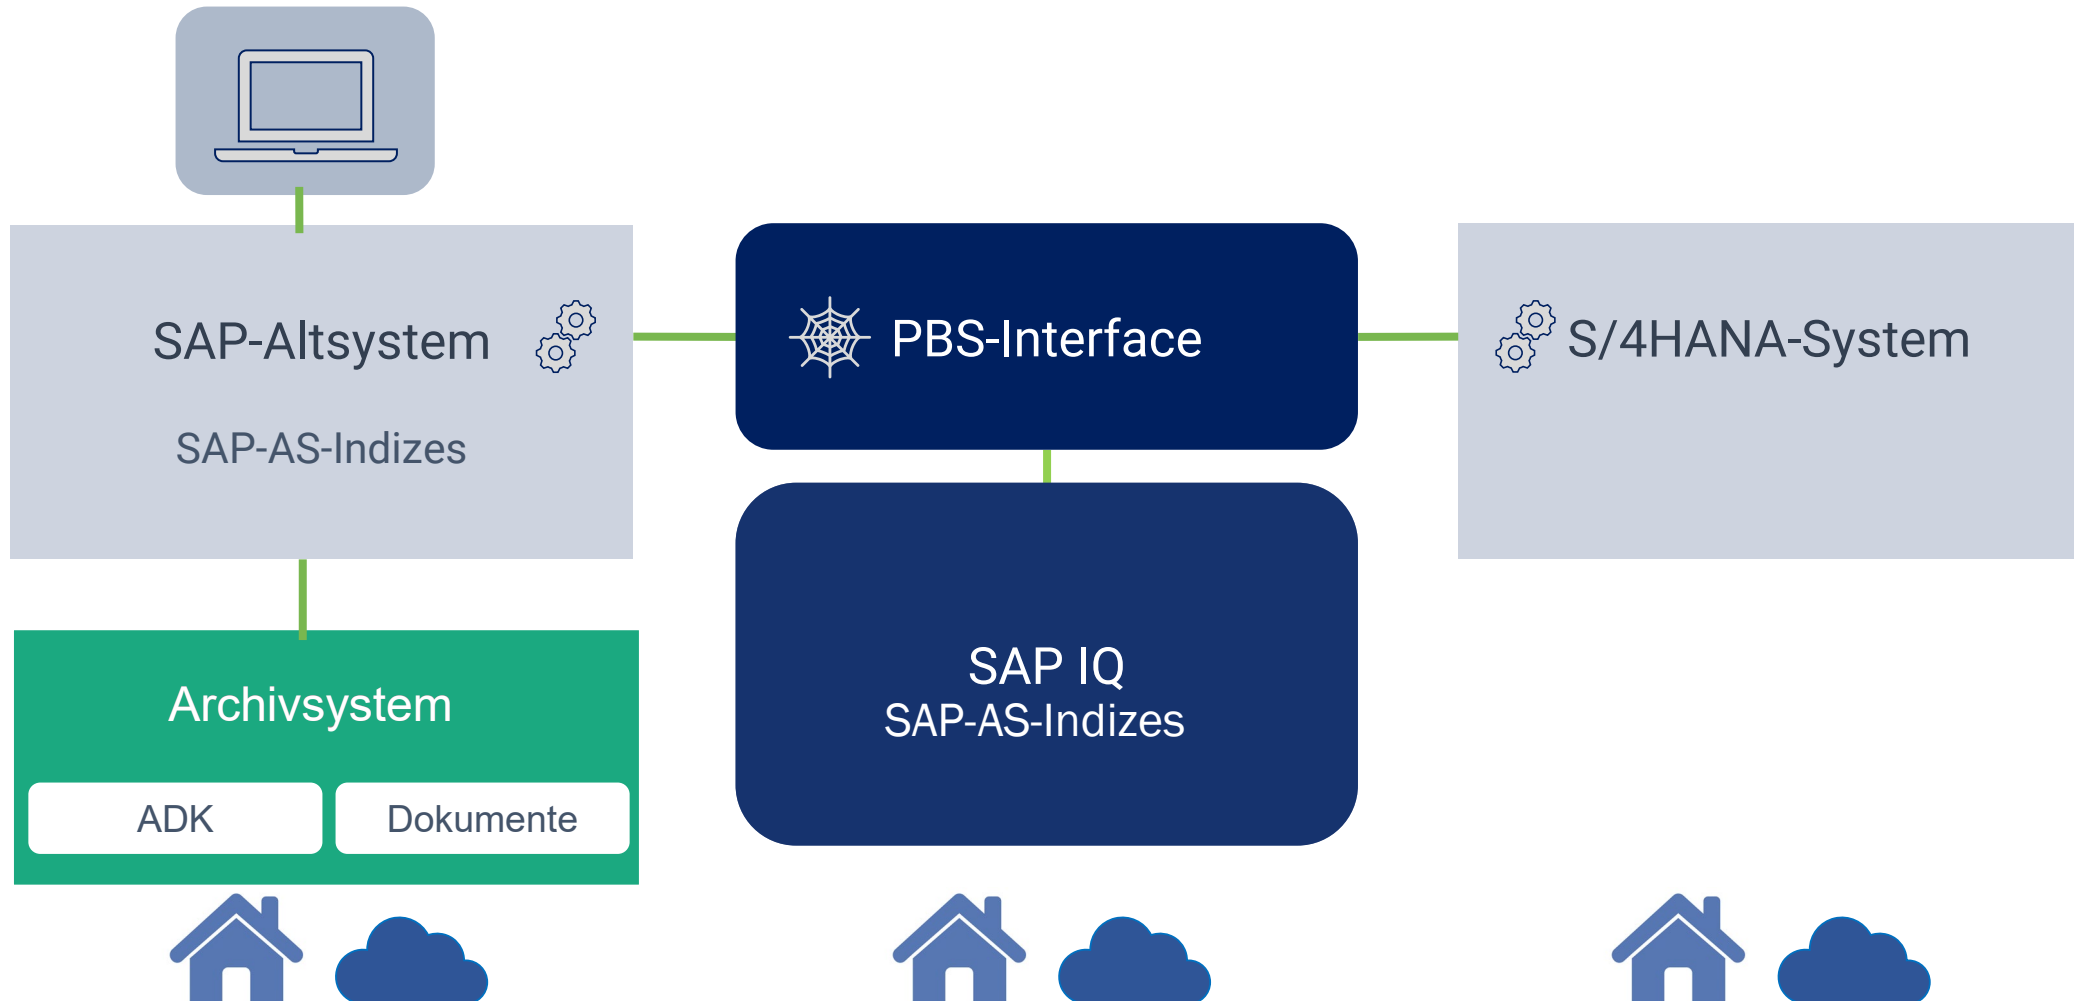 SAP-Altsystem
SAP-AS-Indizes
PBS-Interface
S/4HANA-System
SAP IQ
SAP-AS-Indizes
Archivsystem
ADK
Dokumente